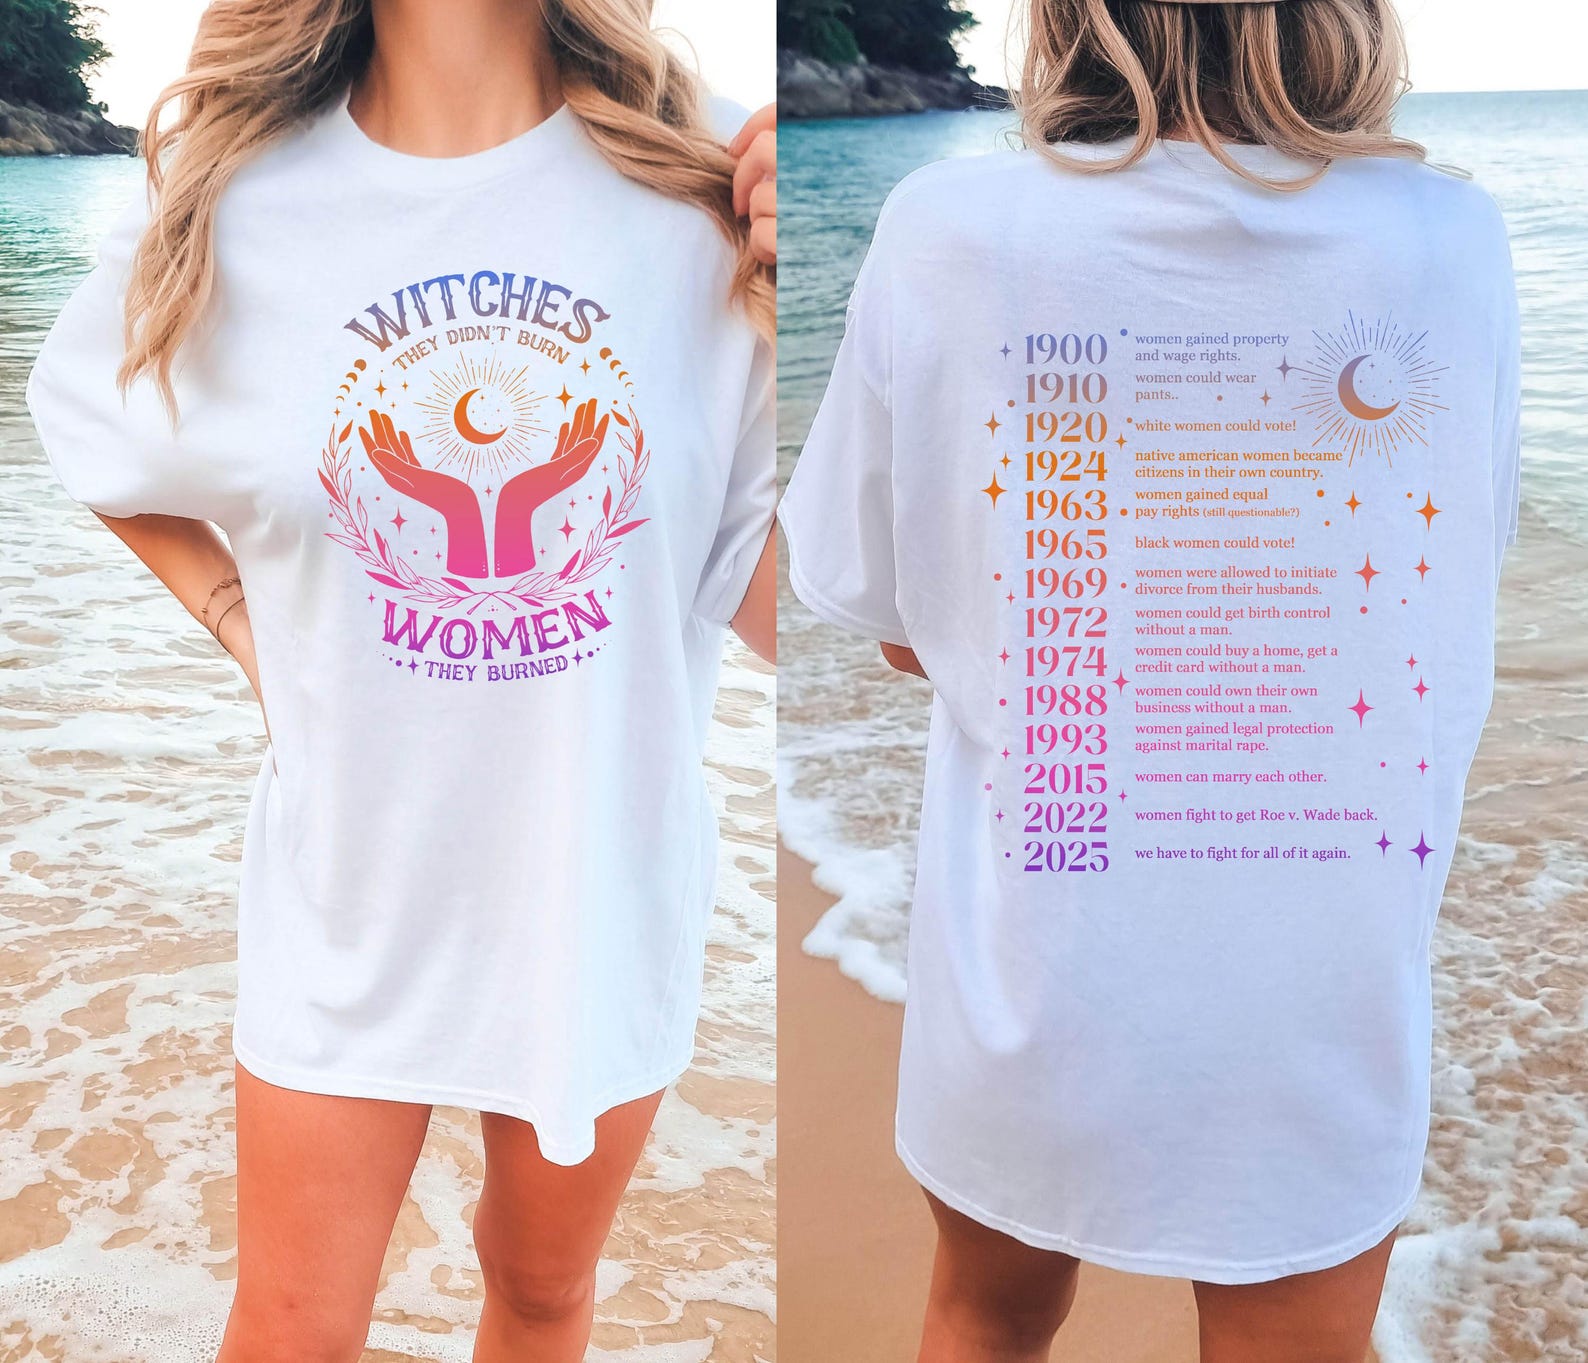 WITCHES
THEY DIDN'T BURN
WOMEN
THEY BURNED
1900 women gained property
and wage rights.
1910 women could wear
pants..
1920 white women could vote!
1924 native american women became
citizens in their own country.
1963 women gained equal
pay rights (still questionable?)
1965 black women could vote!
1969 women were allowed to initiate
divorce from their husbands.
1972 women could get birth control
without a man.
1974 women could buy a home, get a
credit card without a man.
1988 women could own their own
business without a man.
1993 women gained legal protection
against marital rape.
2015 women can marry each other.
2022 women fight to get Roe v. Wade back.
2025 we have to fight for all of it again.